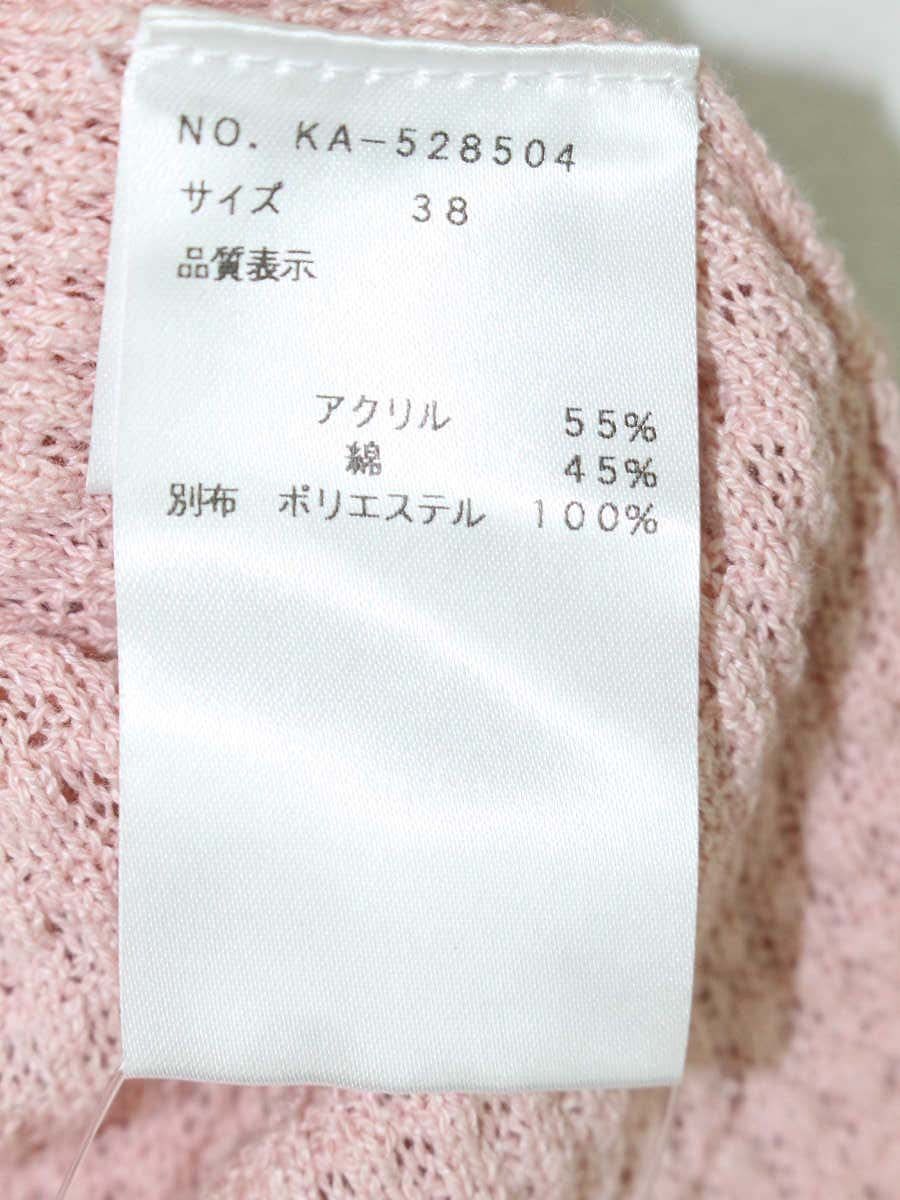 NO. KA-528504
サイズ 38
品質表示
アクリル 55%
綿 45%
別布 ポリエステル 100%